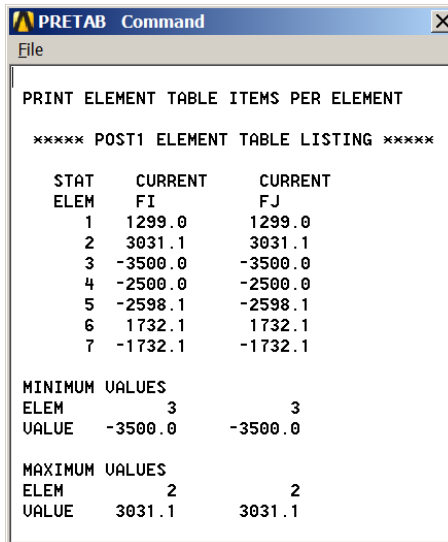 PRETAB Command
File
PRINT ELEMENT TABLE ITEMS PER ELEMENT
***** POST1 ELEMENT TABLE LISTING *****
STAT CURRENT CURRENT
ELEM FI FJ
1 1299.0 1299.0
2 3031.1 3031.1
3 -3500.0 -3500.0
4 -2500.0 -2500.0
5 -2598.1 -2598.1
6 1732.1 1732.1
7 -1732.1 -1732.1
MINIMUM VALUES
ELEM 3 3
VALUE -3500.0 -3500.0
MAXIMUM VALUES
ELEM 2 2
VALUE 3031.1 3031.1